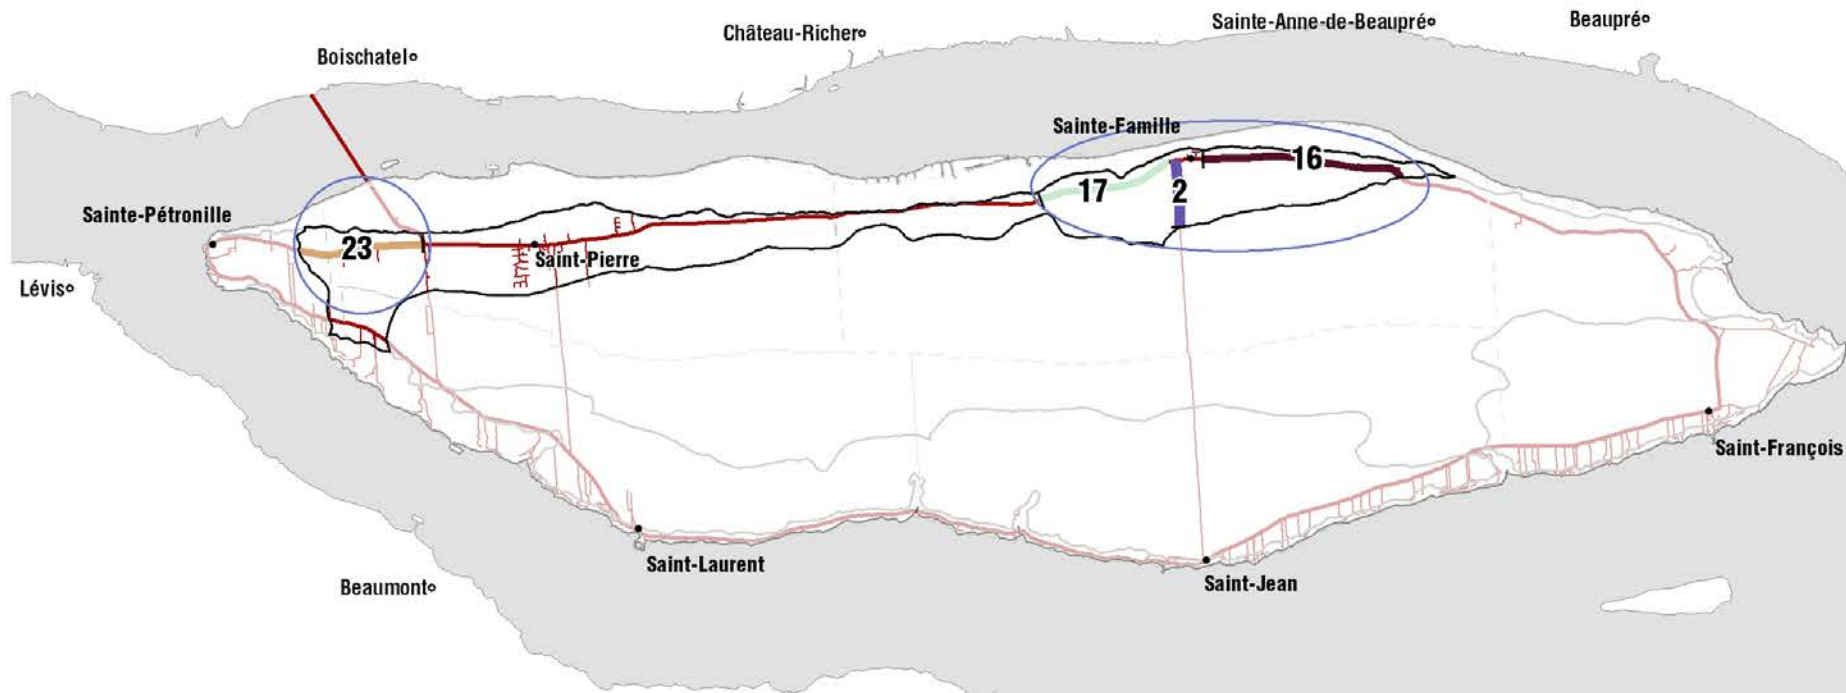 Sainte-Anne-de-Beaupré
Beaupré
Château-Richer
Boischatel
Sainte-Famille
16
17
2
Sainte-Pétronille
23
Saint-Pierre
Lévis
Saint-François
Saint-Laurent
Saint-Jean
Beaumont